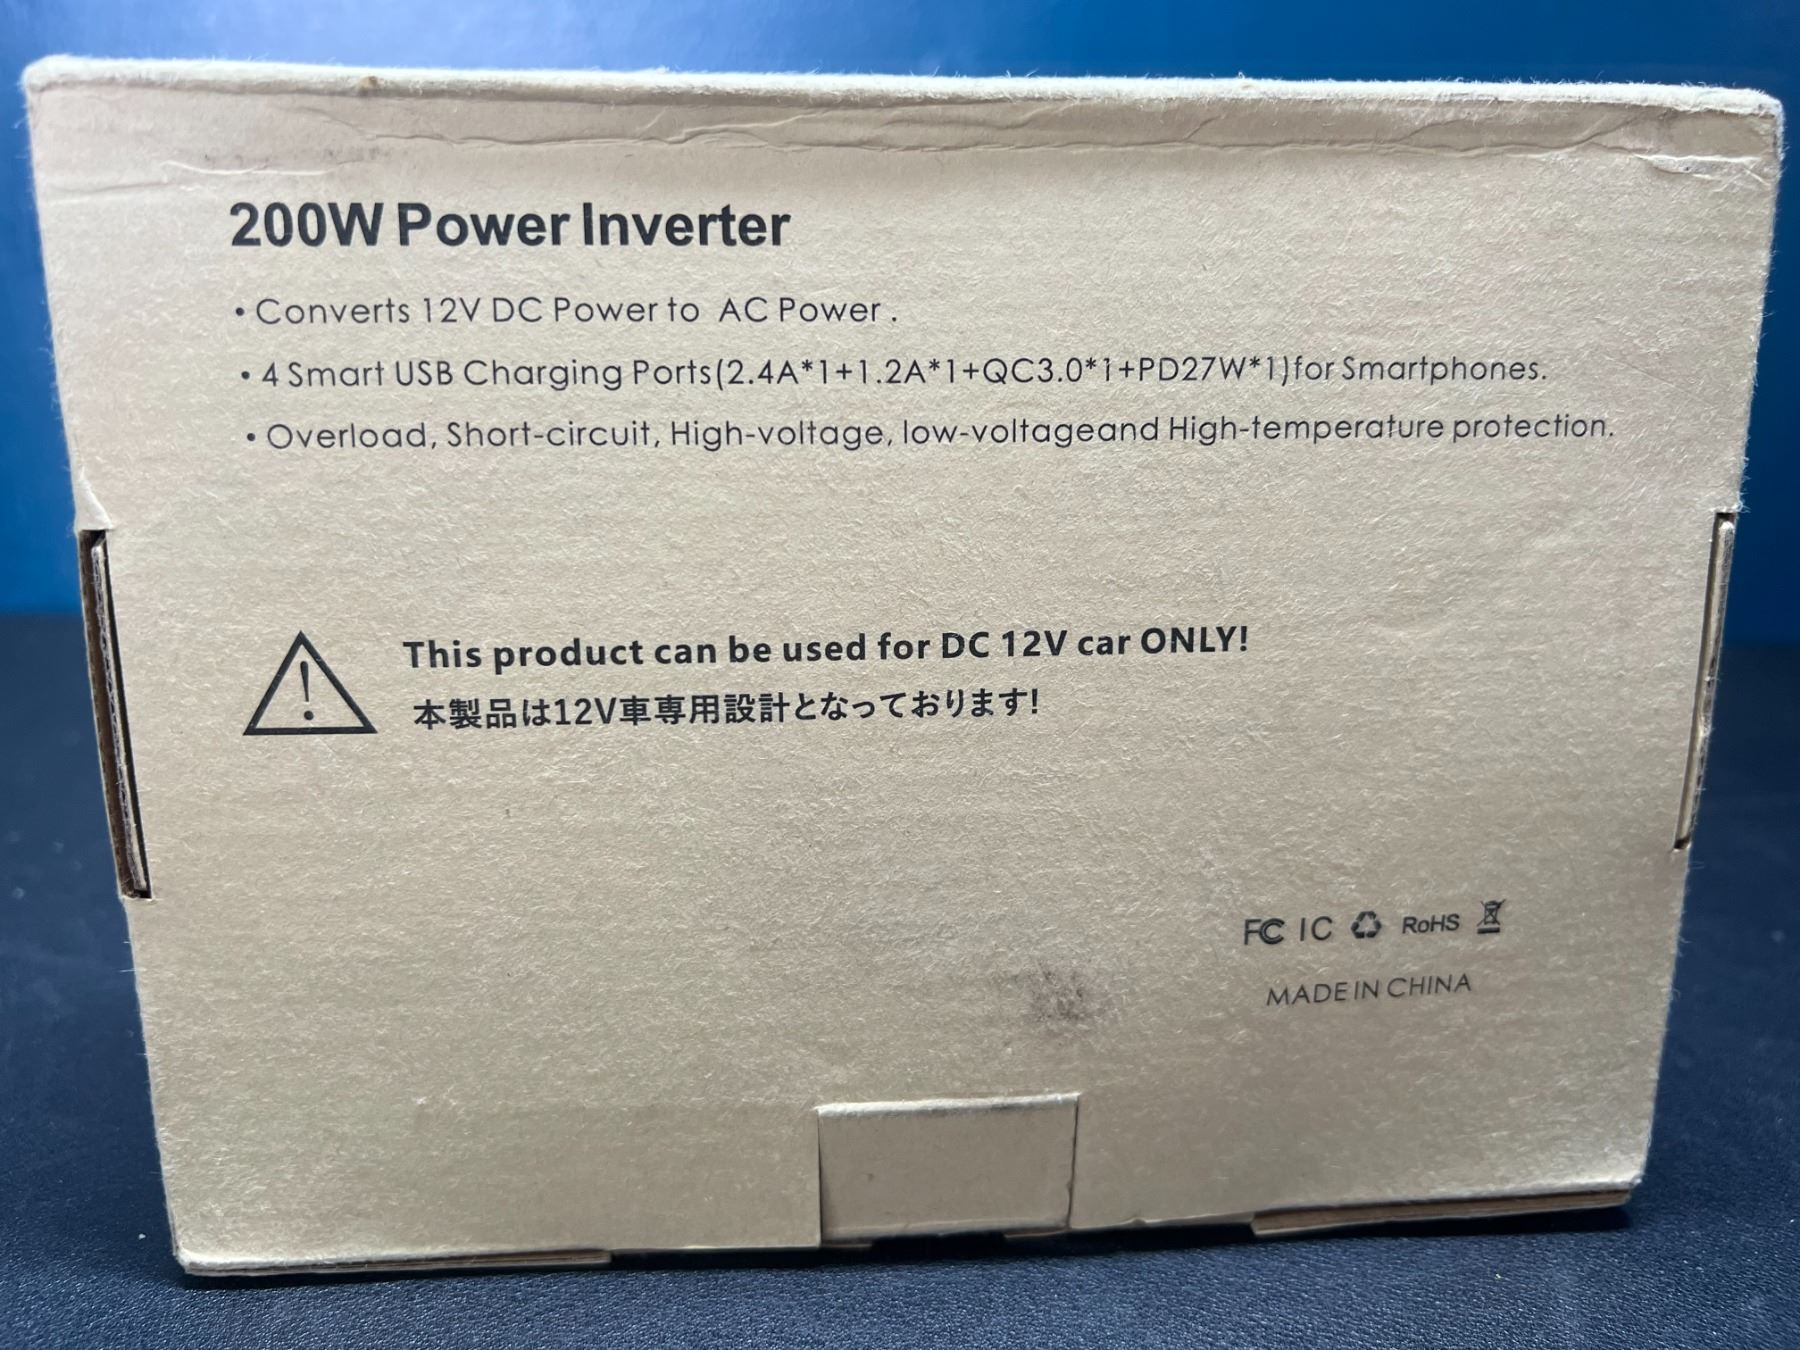 200W Power Inverter
• Converts 12V DC Power to AC Power .
• 4 Smart USB Charging Ports(2.4A*1+1.2A*1+QC3.0*1+PD27W*1)for Smartphones.
• Overload, Short-circuit, High-voltage, low-voltageand High-temperature protection.
This product can be used for DC 12V car ONLY!
本製品は12V車専用設計となっております!
FC IC RoHS
MADE IN CHINA